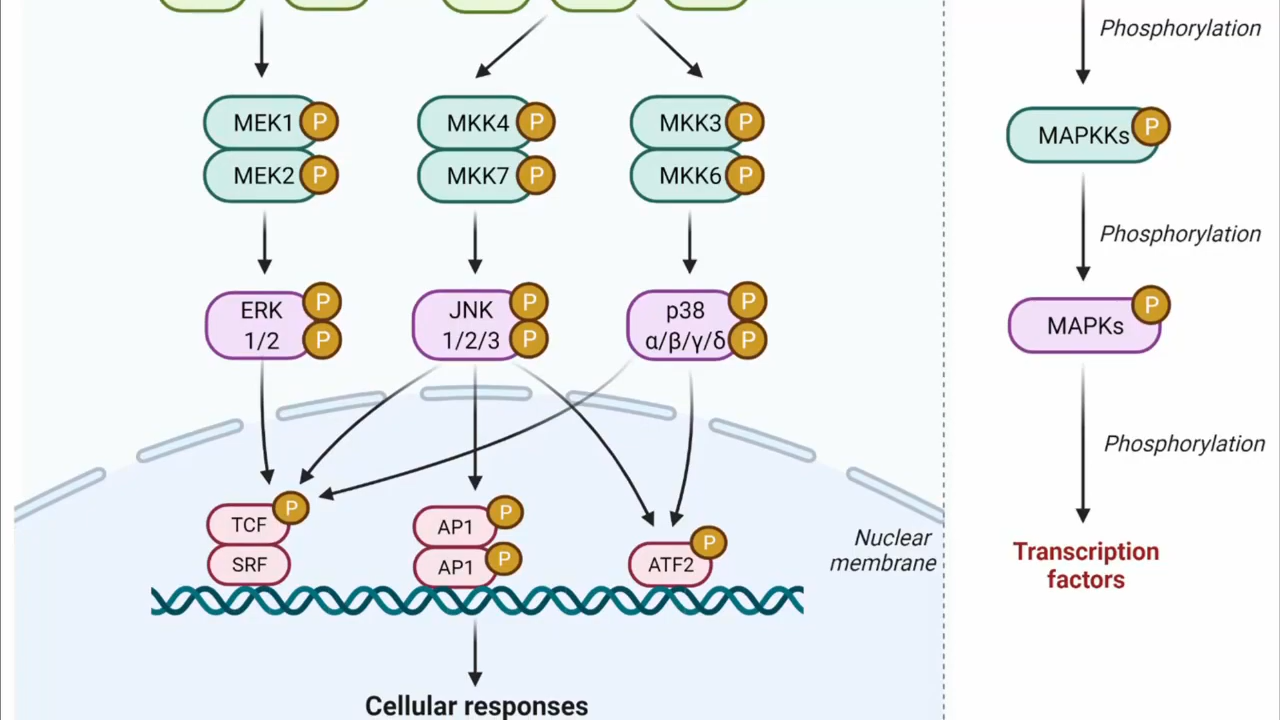 Phosphorylation
MEK1 P
MEK2 P
MKK4 P
MKK7 P
MKK3 P
MKK6 P
MAPKKs P
Phosphorylation
ERK P
1/2 P
JNK P
1/2/3 P
p38 P
α/β/γ/δ P
MAPKs P
Phosphorylation
TCF P
SRF
AP1 P
AP1 P
ATF2 P
Nuclear
membrane
Transcription
factors
Cellular responses